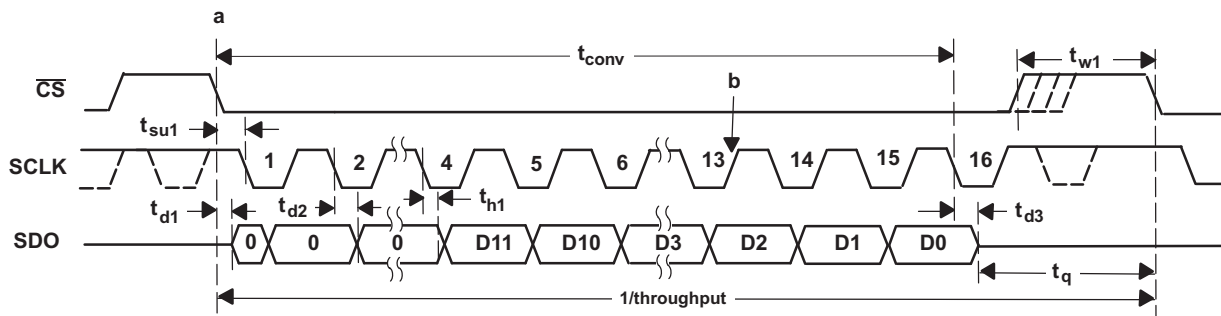 a
tconv
tw1
CS
b
tsu1
SCLK
1 2 4 5 6 13 14 15 16
td1
td2
th1
td3
SDO
0 0 0 D11 D10 D3 D2 D1 D0
tq
1/throughput